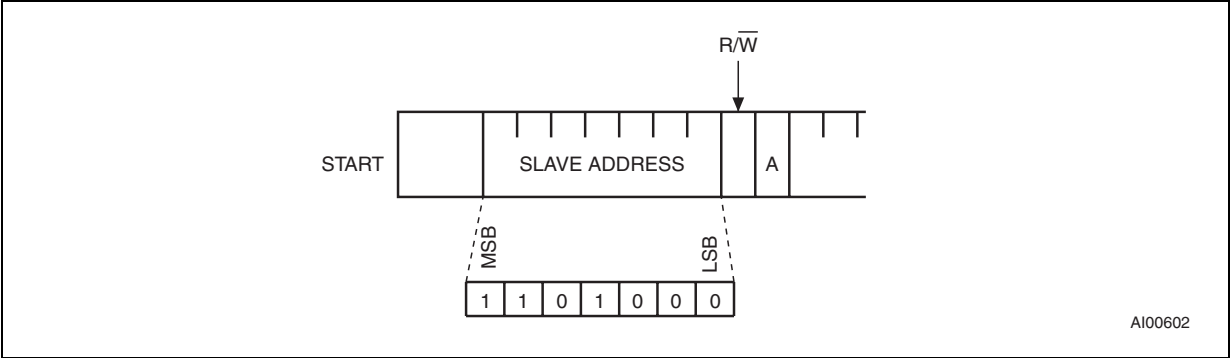 R/W̅
START
SLAVE ADDRESS
A
MSB
LSB
1 1 0 1 0 0 0
AI00602